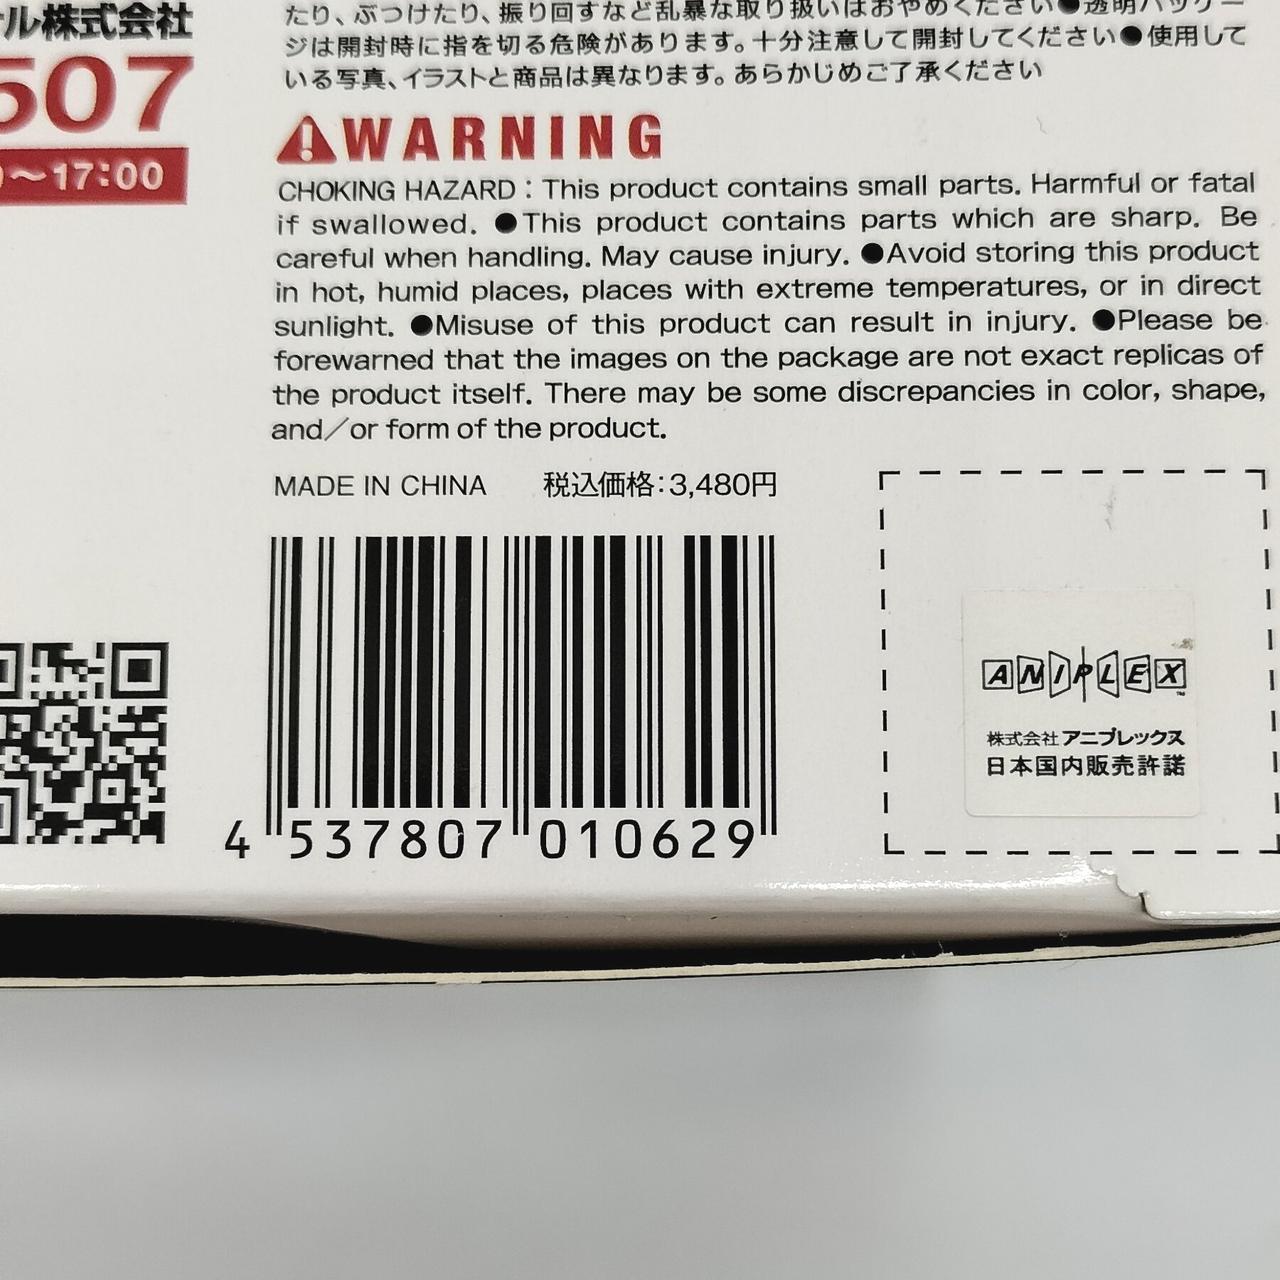 ル株式会社
507
～17:00
たり、ぶつけたり、振り回すなど乱暴な取り扱いはおやめください●透明パッケー
ジは開封時に指を切る危険があります。十分注意して開封してください●使用して
いる写真、イラストと商品は異なります。あらかじめご了承ください
WARNING
CHOKING HAZARD : This product contains small parts. Harmful or fatal
if swallowed. ●This product contains parts which are sharp. Be
careful when handling. May cause injury. ●Avoid storing this product
in hot, humid places, places with extreme temperatures, or in direct
sunlight. ●Misuse of this product can result in injury. ●Please be
forewarned that the images on the package are not exact replicas of
the product itself. There may be some discrepancies in color, shape,
and／or form of the product.
MADE IN CHINA 税込価格:3,480円
4 537807 010629
ANIPLEX
株式会社アニプレックス
日本国内販売許諾